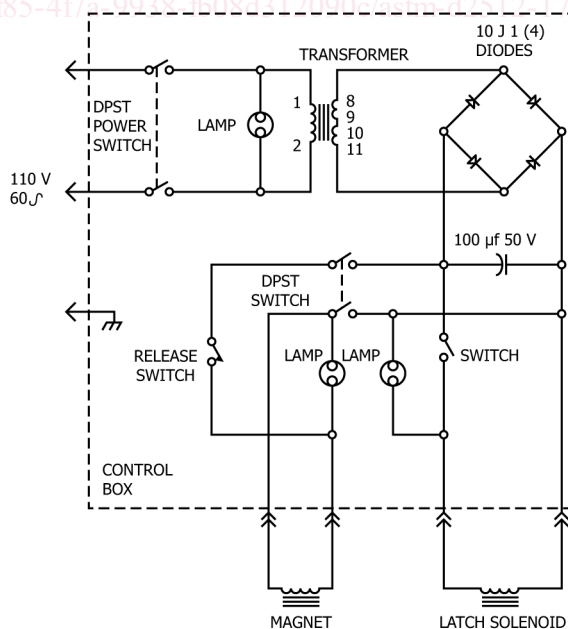 10 J 1 (4)
DIODES
TRANSFORMER
DPST
POWER
SWITCH
LAMP
1
2
8
9
10
11
110 V
60
100 µf 50 V
DPST
SWITCH
RELEASE
SWITCH
LAMP
LAMP
SWITCH
CONTROL
BOX
MAGNET
LATCH SOLENOID